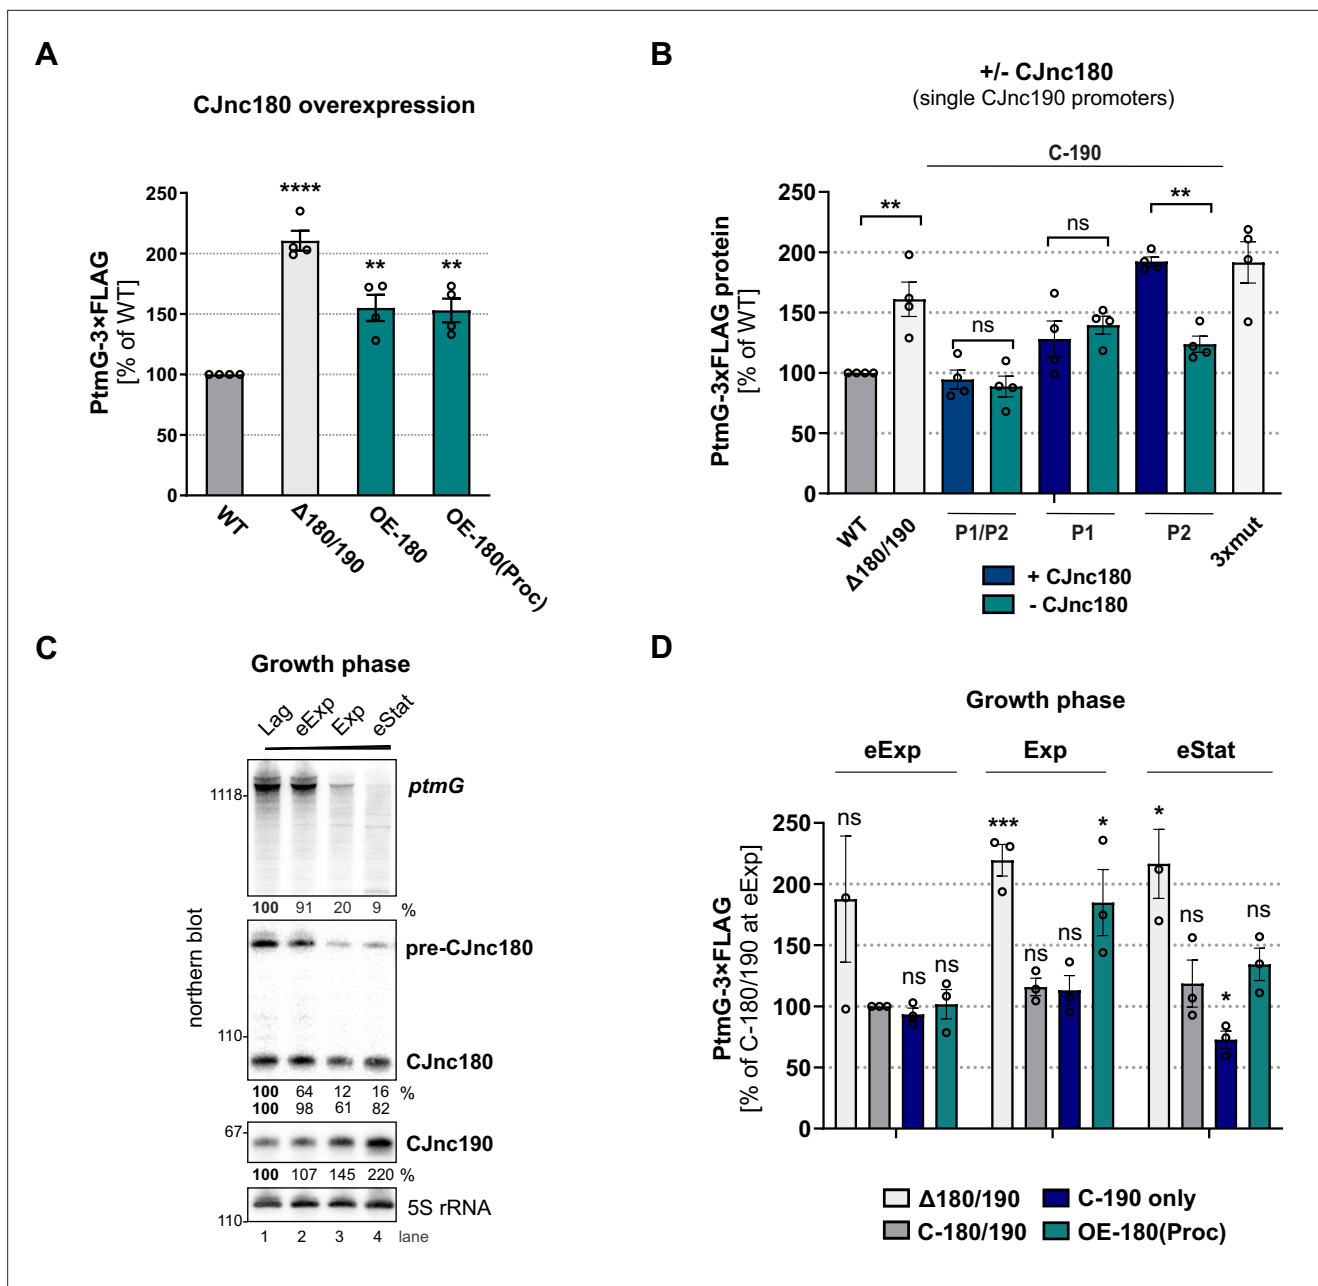 A
CJnc180 overexpression
PtmG-3×FLAG
[% of WT]
250
200
150
100
50
0
****
**
**
WT
Δ180/190
OE-180
OE-180(Proc)
B
+/- CJnc180
(single CJnc190 promoters)
C-190
PtmG-3xFLAG protein
[% of WT]
250
200
150
100
50
0
**
ns
ns
**
WT
Δ180/190
P1/P2
P1
P2
3xmut
+ CJnc180
- CJnc180
C
Growth phase
Lag
eExp
Exp
eStat
northern blot
1118
ptmG
100 91 20 9 %
pre-CJnc180
110
CJnc180
100 64 12 16 %
100 98 61 82
67
CJnc190
100 107 145 220 %
5S rRNA
110
1 2 3 4 lane
D
Growth phase
eExp Exp eStat
PtmG-3×FLAG
[% of C-180/190 at eExp]
250
200
150
100
50
0
ns
ns
ns
***
ns
ns
*
*
ns
*
ns
Δ180/190
C-190 only
C-180/190
OE-180(Proc)